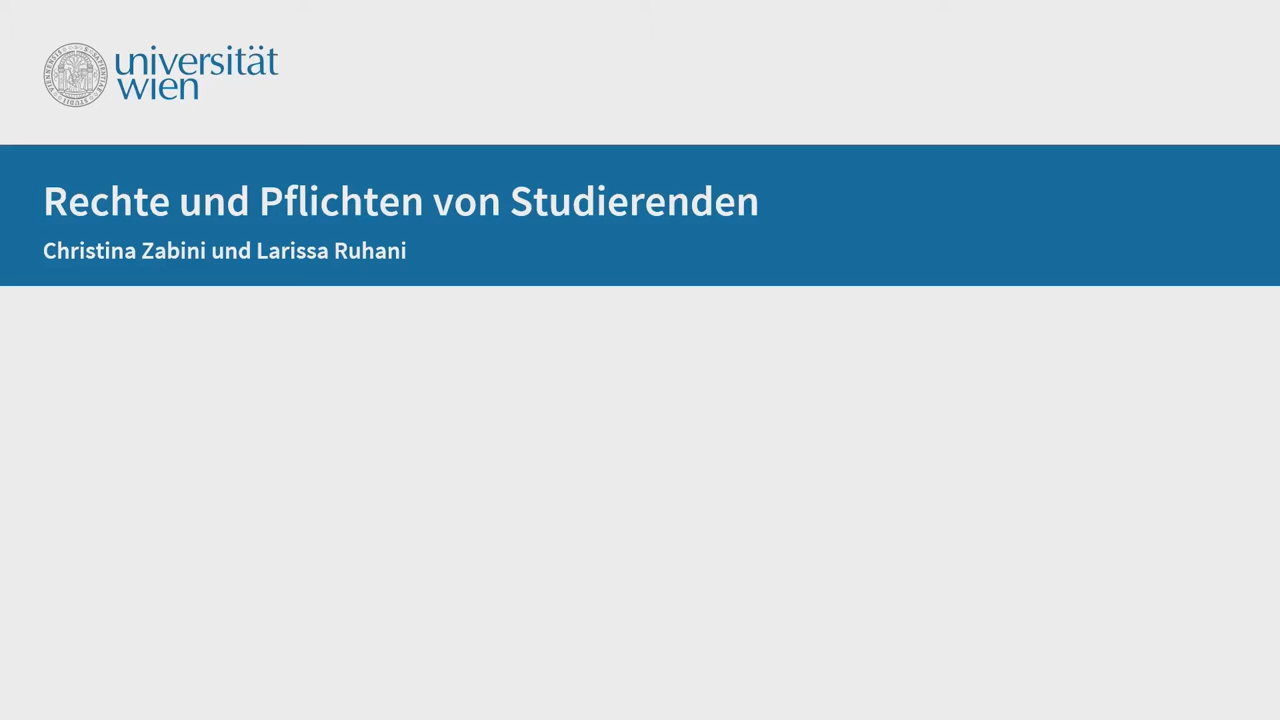 universität
wien
Rechte und Pflichten von Studierenden
Christina Zabini und Larissa Ruhani